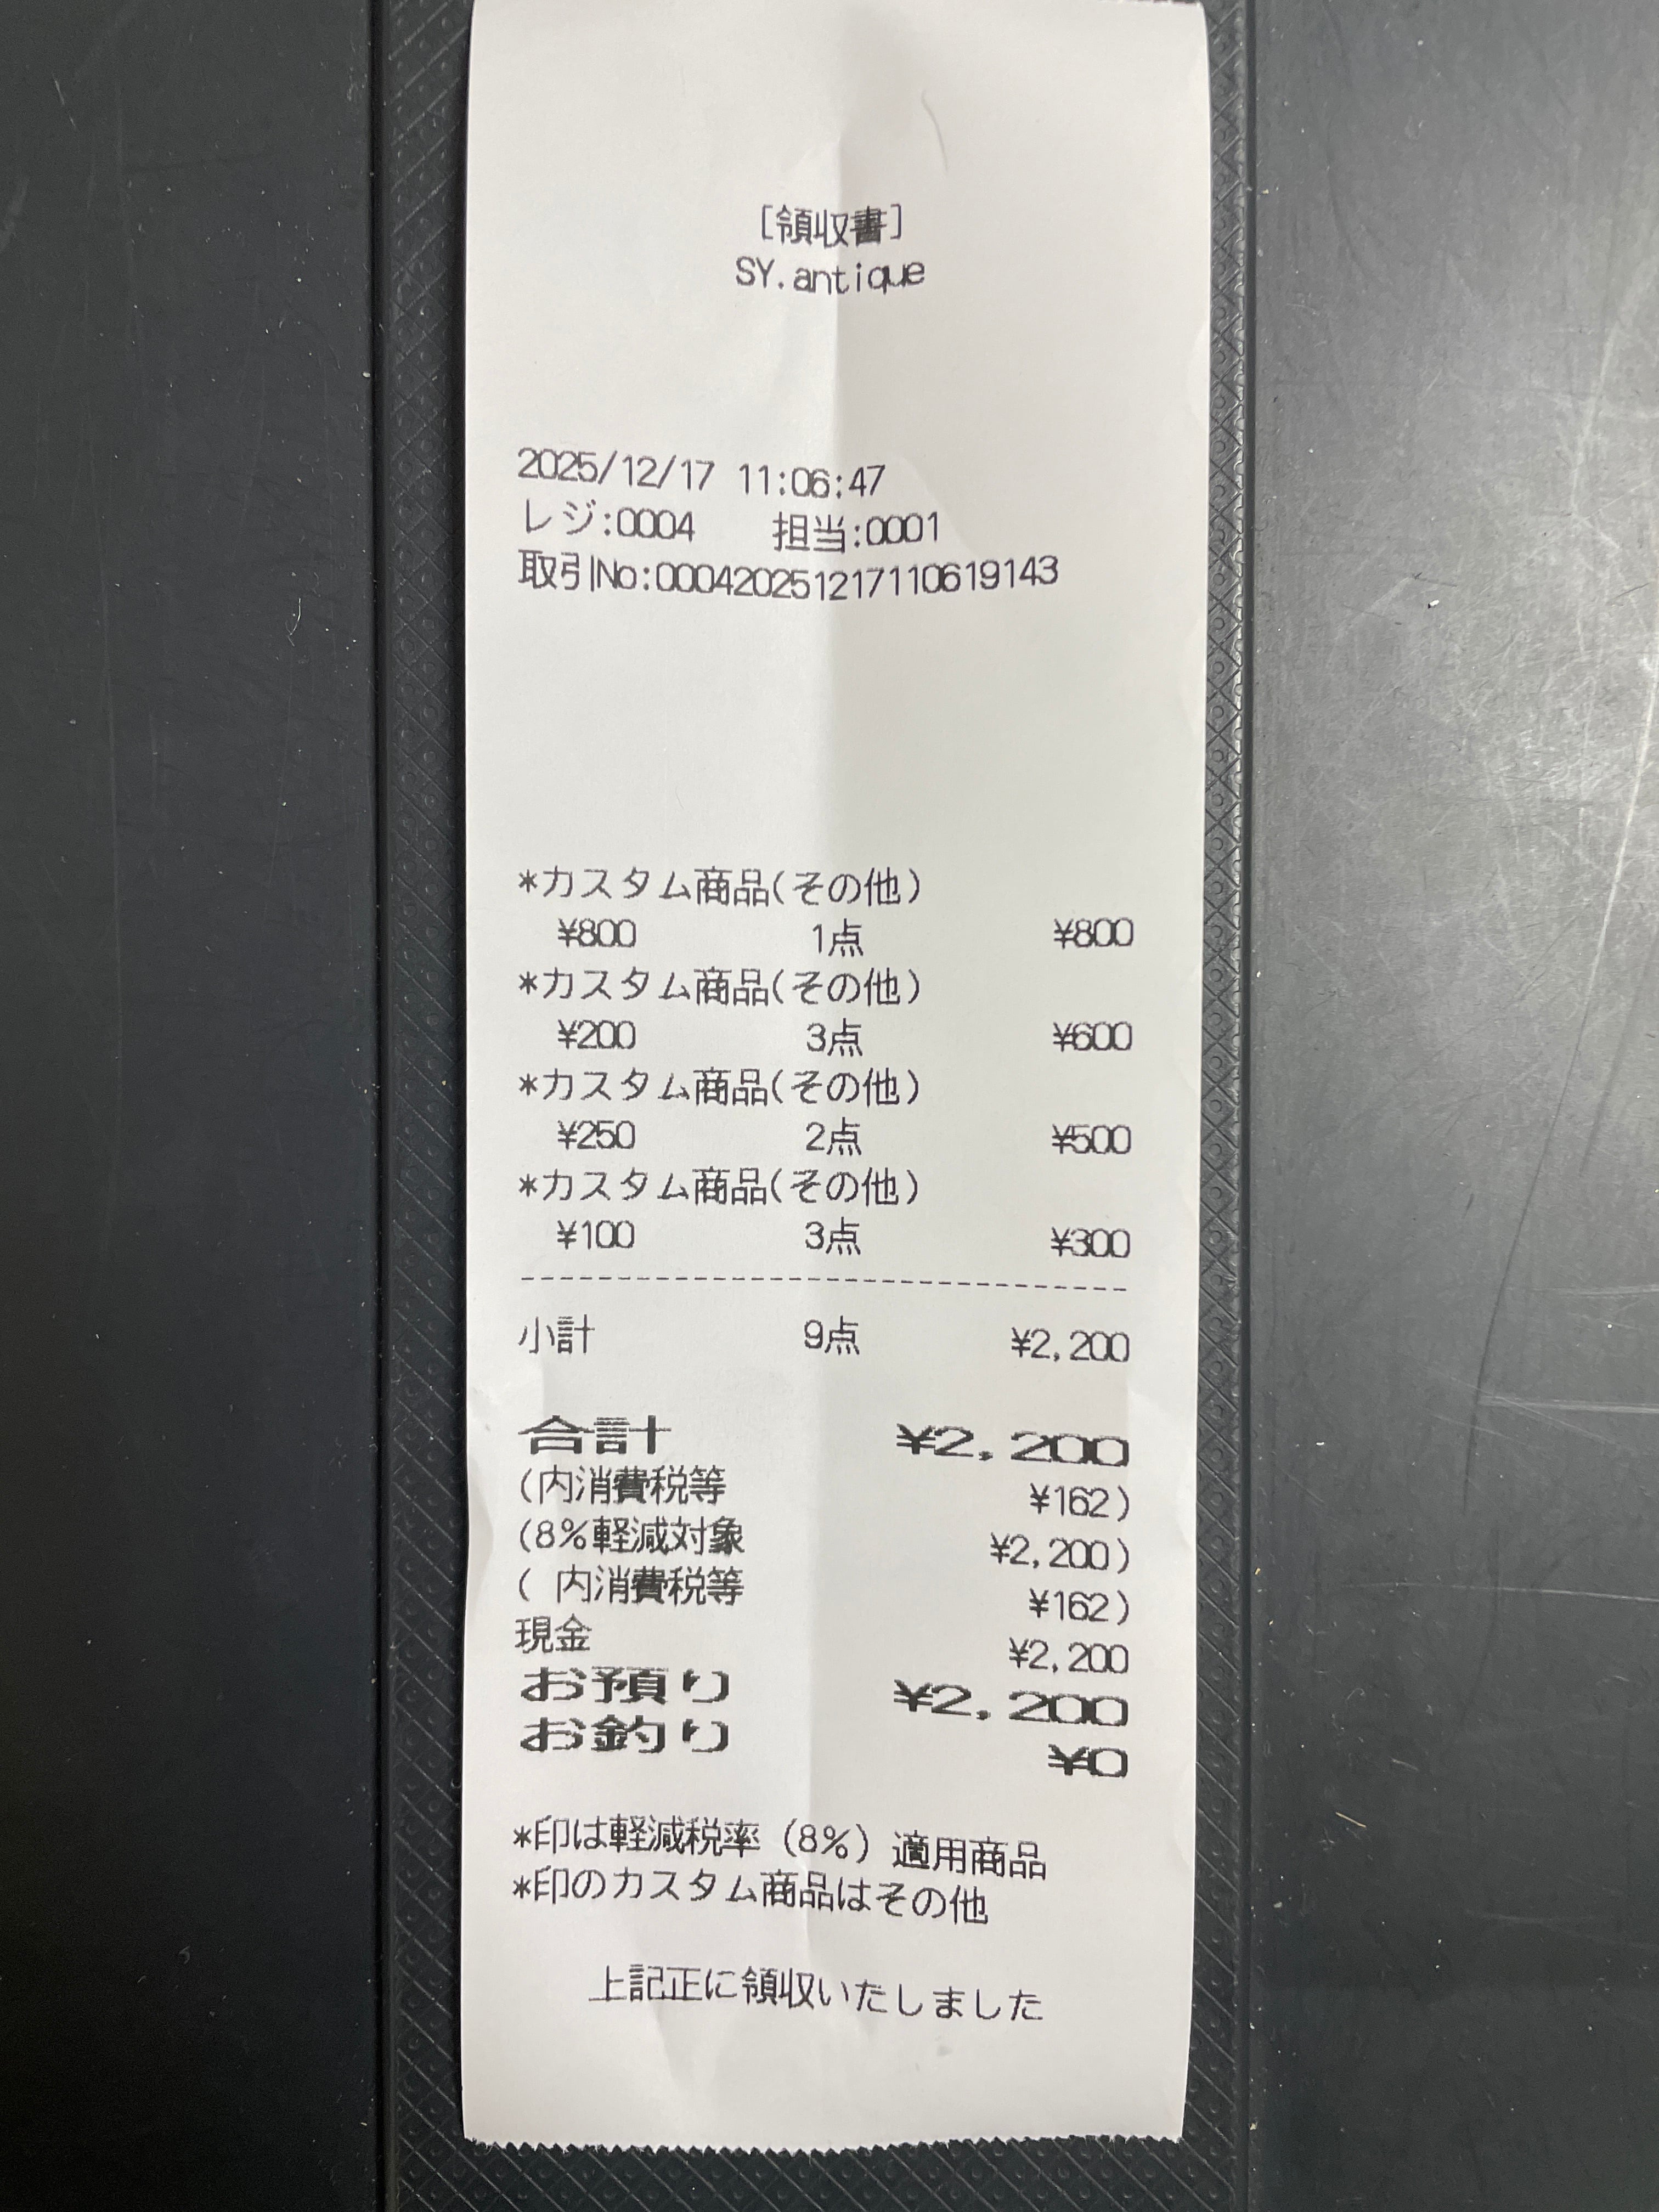 [領収書]
SY.antique
2025/12/17 11:06:47
レジ:0004 担当:0001
取引No:000420251217110619143
*カスタム商品(その他)
¥800 1点 ¥800
*カスタム商品(その他)
¥200 3点 ¥600
*カスタム商品(その他)
¥250 2点 ¥500
*カスタム商品(その他)
¥100 3点 ¥300
--------------------------------
小計 9点 ¥2,200
合計 ¥2,200
(内消費税等 ¥162)
(8%軽減対象 ¥2,200)
( 内消費税等 ¥162)
現金 ¥2,200
お預り ¥2,200
お釣り ¥0
*印は軽減税率(8%)適用商品
*印のカスタム商品はその他
上記正に領収いたしました